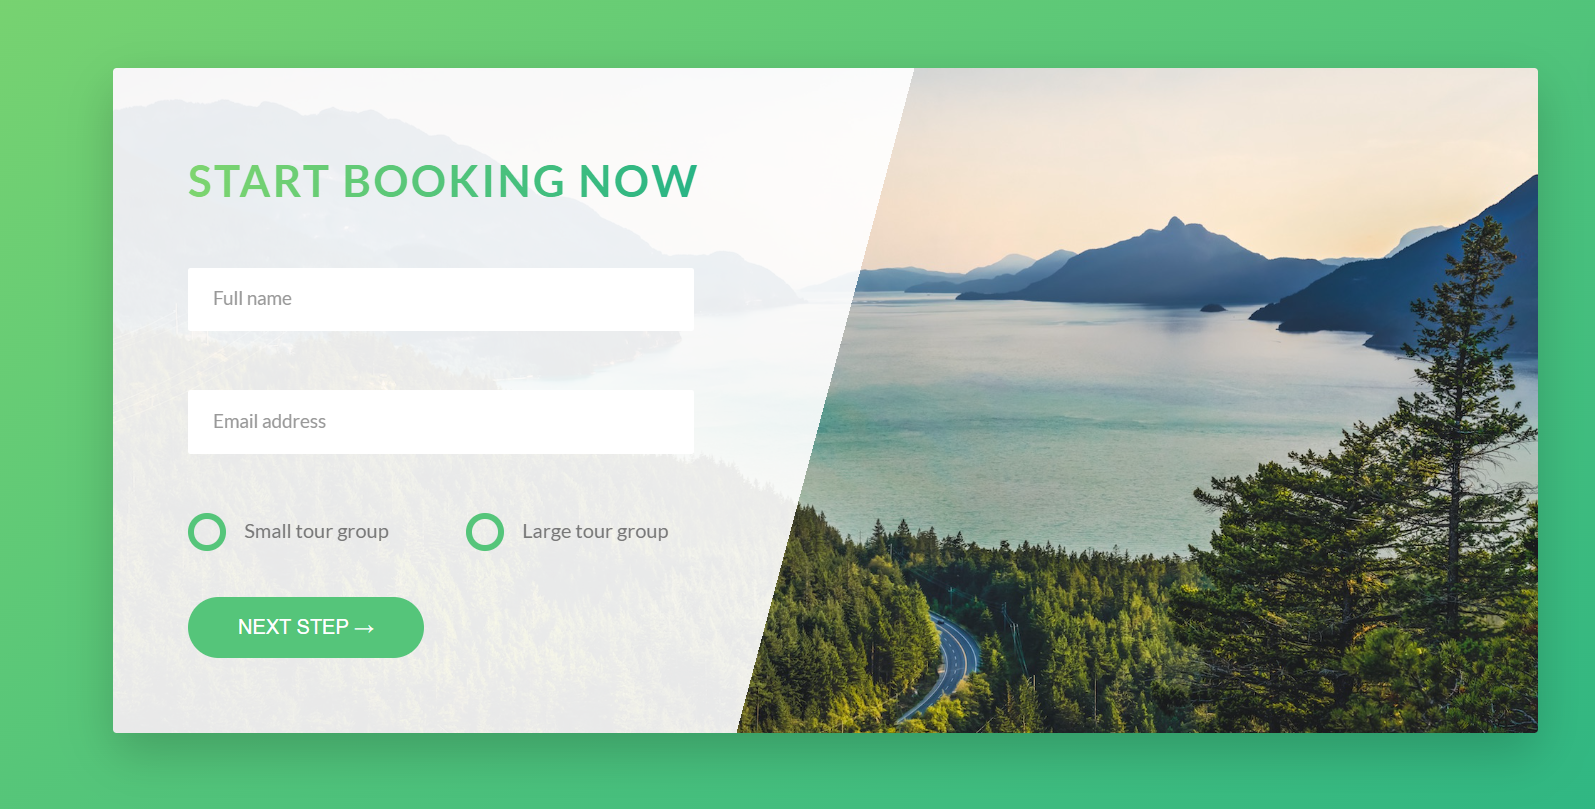 START BOOKING NOW
Full name
Email address
Small tour group
Large tour group
NEXT STEP →